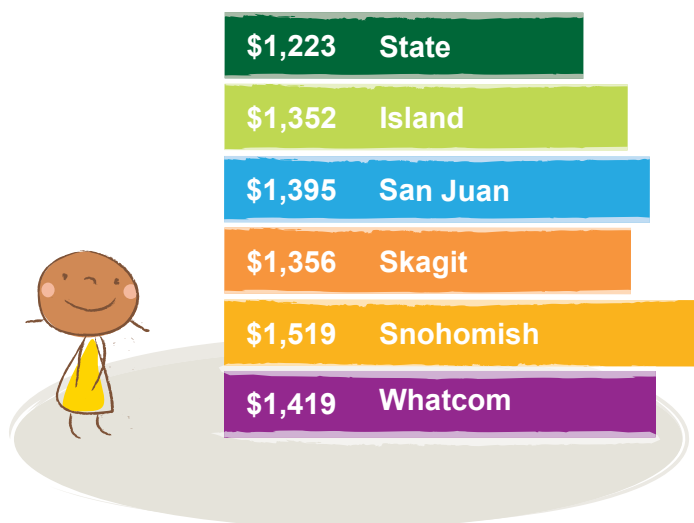 $1,223 State
$1,352 Island
$1,395 San Juan
$1,356 Skagit
$1,519 Snohomish
$1,419 Whatcom